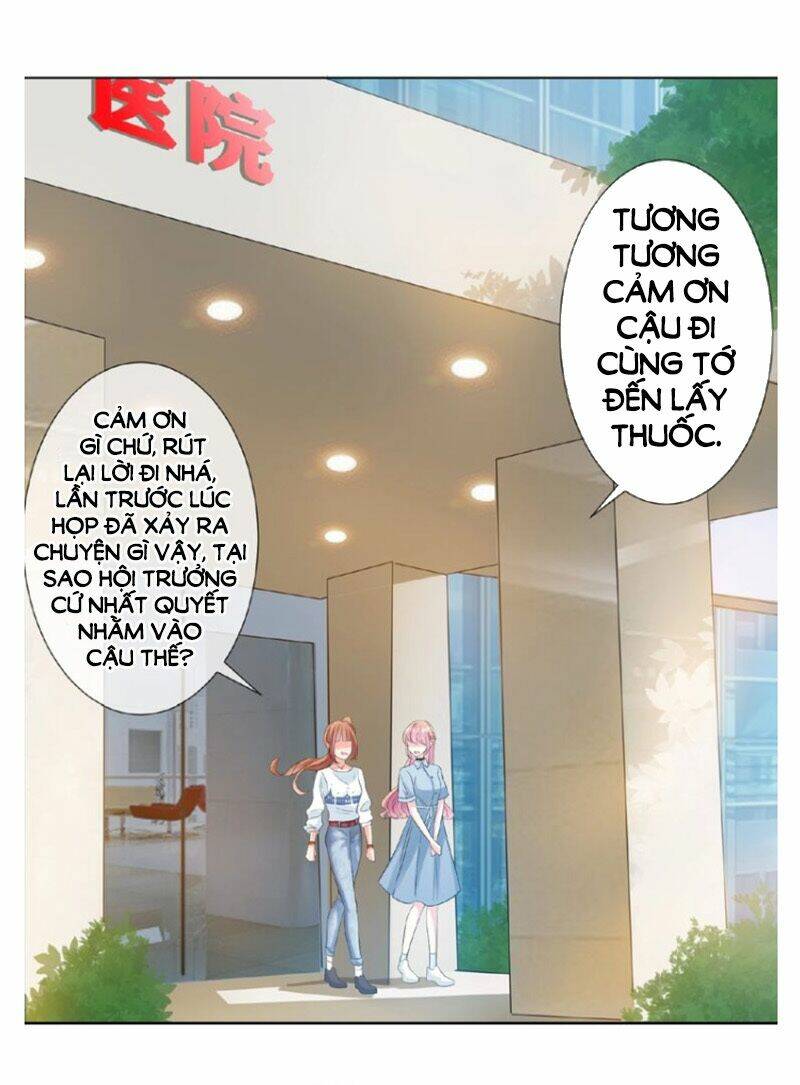 医院
TƯƠNG
TƯƠNG
CẢM ƠN
CẬU ĐI
CÙNG TỚ
ĐẾN LẤY
THUỐC.
CẢM ƠN
GÌ CHỨ, RÚT
LẠI LỜI ĐI NHÁ,
LẦN TRƯỚC LÚC
HỌP ĐÃ XẢY RA
CHUYỆN GÌ VẬY, TẠI
SAO HỘI TRƯỞNG
CỨ NHẤT QUYẾT
NHẰM VÀO
CẬU THẾ?